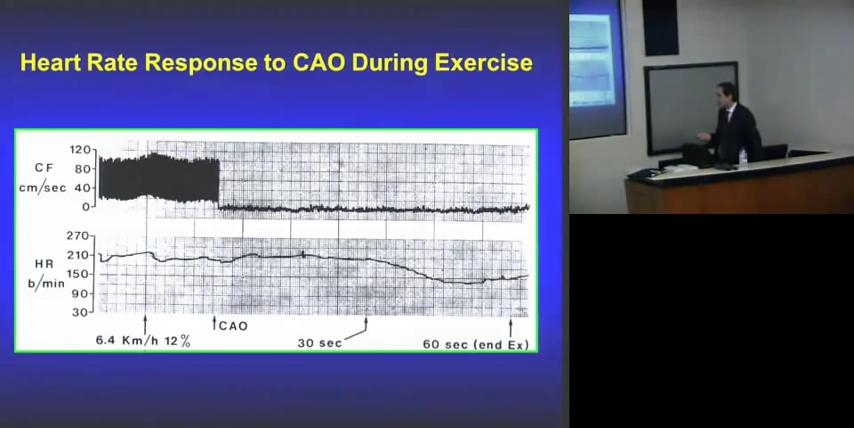 Heart Rate Response to CAO During Exercise
CF
cm/sec
120
80
40
0
HR
b/min
270
210
150
90
30
6.4 Km/h 12%
CAO
30 sec
60 sec (end Ex)